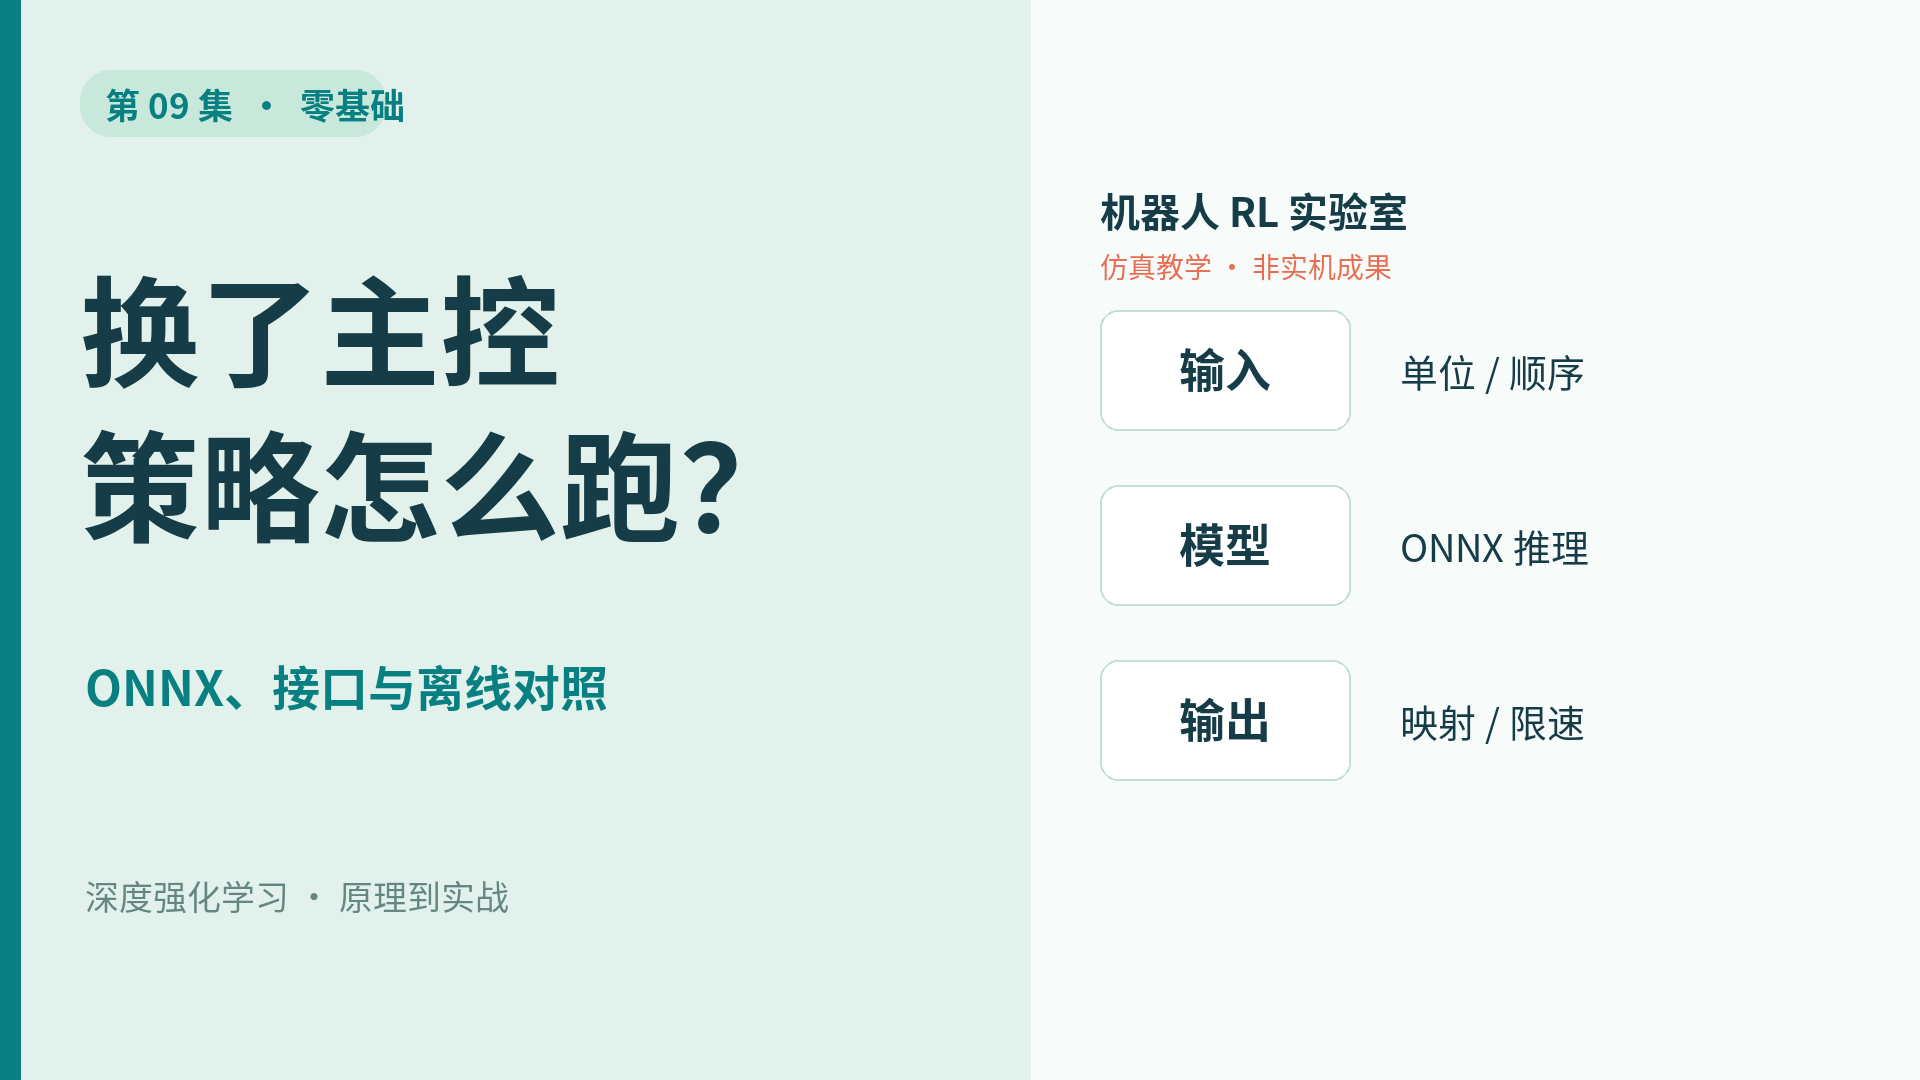 第 09 集 · 零基础
换了主控
策略怎么跑？
ONNX、接口与离线对照
深度强化学习 · 原理到实战
机器人 RL 实验室
仿真教学 · 非实机成果
输入
单位 / 顺序
模型
ONNX 推理
输出
映射 / 限速